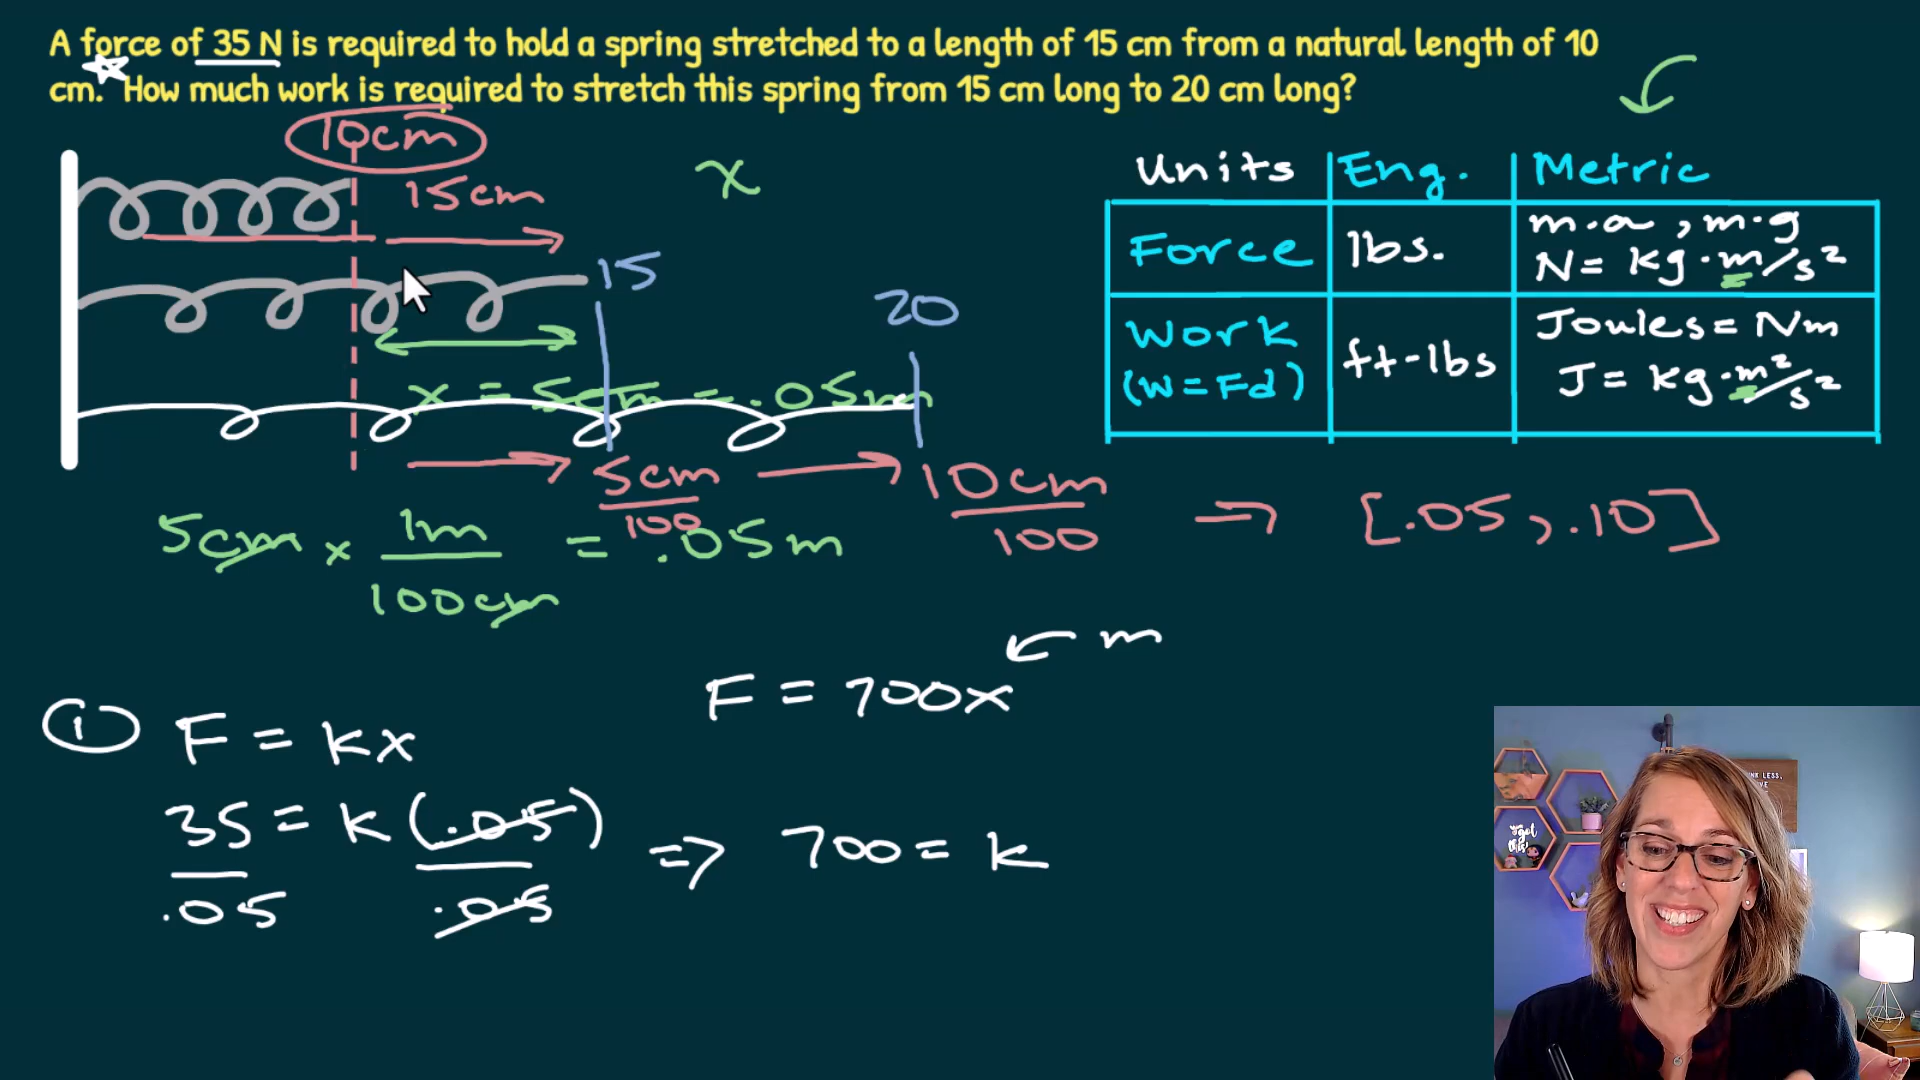 A force of 35 N is required to hold a spring stretched to a length of 15 cm from a natural length of 10
cm. How much work is required to stretch this spring from 15 cm long to 20 cm long?
10cm
15cm
x
15
20
x = 5cm = .05m
5cm/100
10cm/100 ⇒ [.05, .10]
5cm × 1m/100cm = .05m
Units Eng. Metric
Force lbs. m·a, m·g
N = kg·m/s²
Work (W=Fd) ft-lbs Joules = Nm
J = kg·m²/s²
← m
F = 700x
① F = kx
35 = k(.05) ⇒ 700 = k
.05 .05
got this!